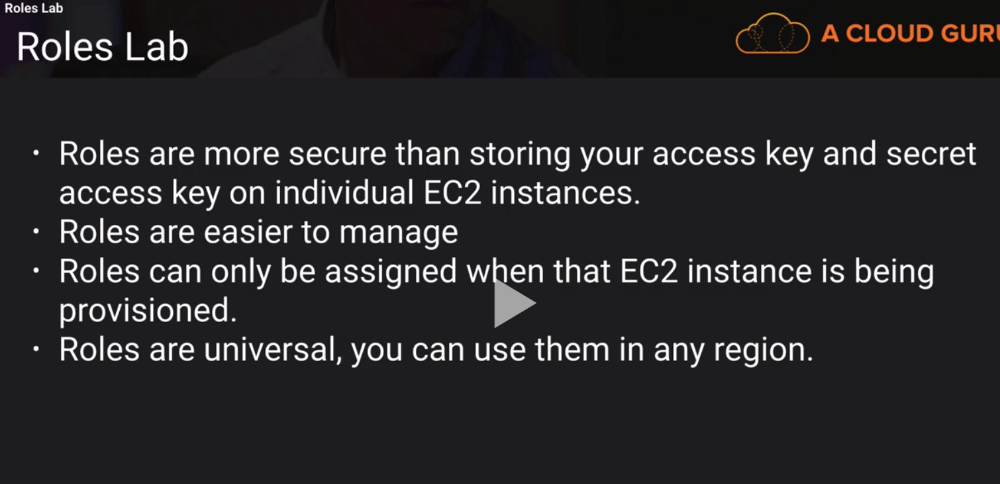 Roles Lab
Roles Lab
A CLOUD GUR
• Roles are more secure than storing your access key and secret
access key on individual EC2 instances.
• Roles are easier to manage
• Roles can only be assigned when that EC2 instance is being
provisioned.
• Roles are universal, you can use them in any region.